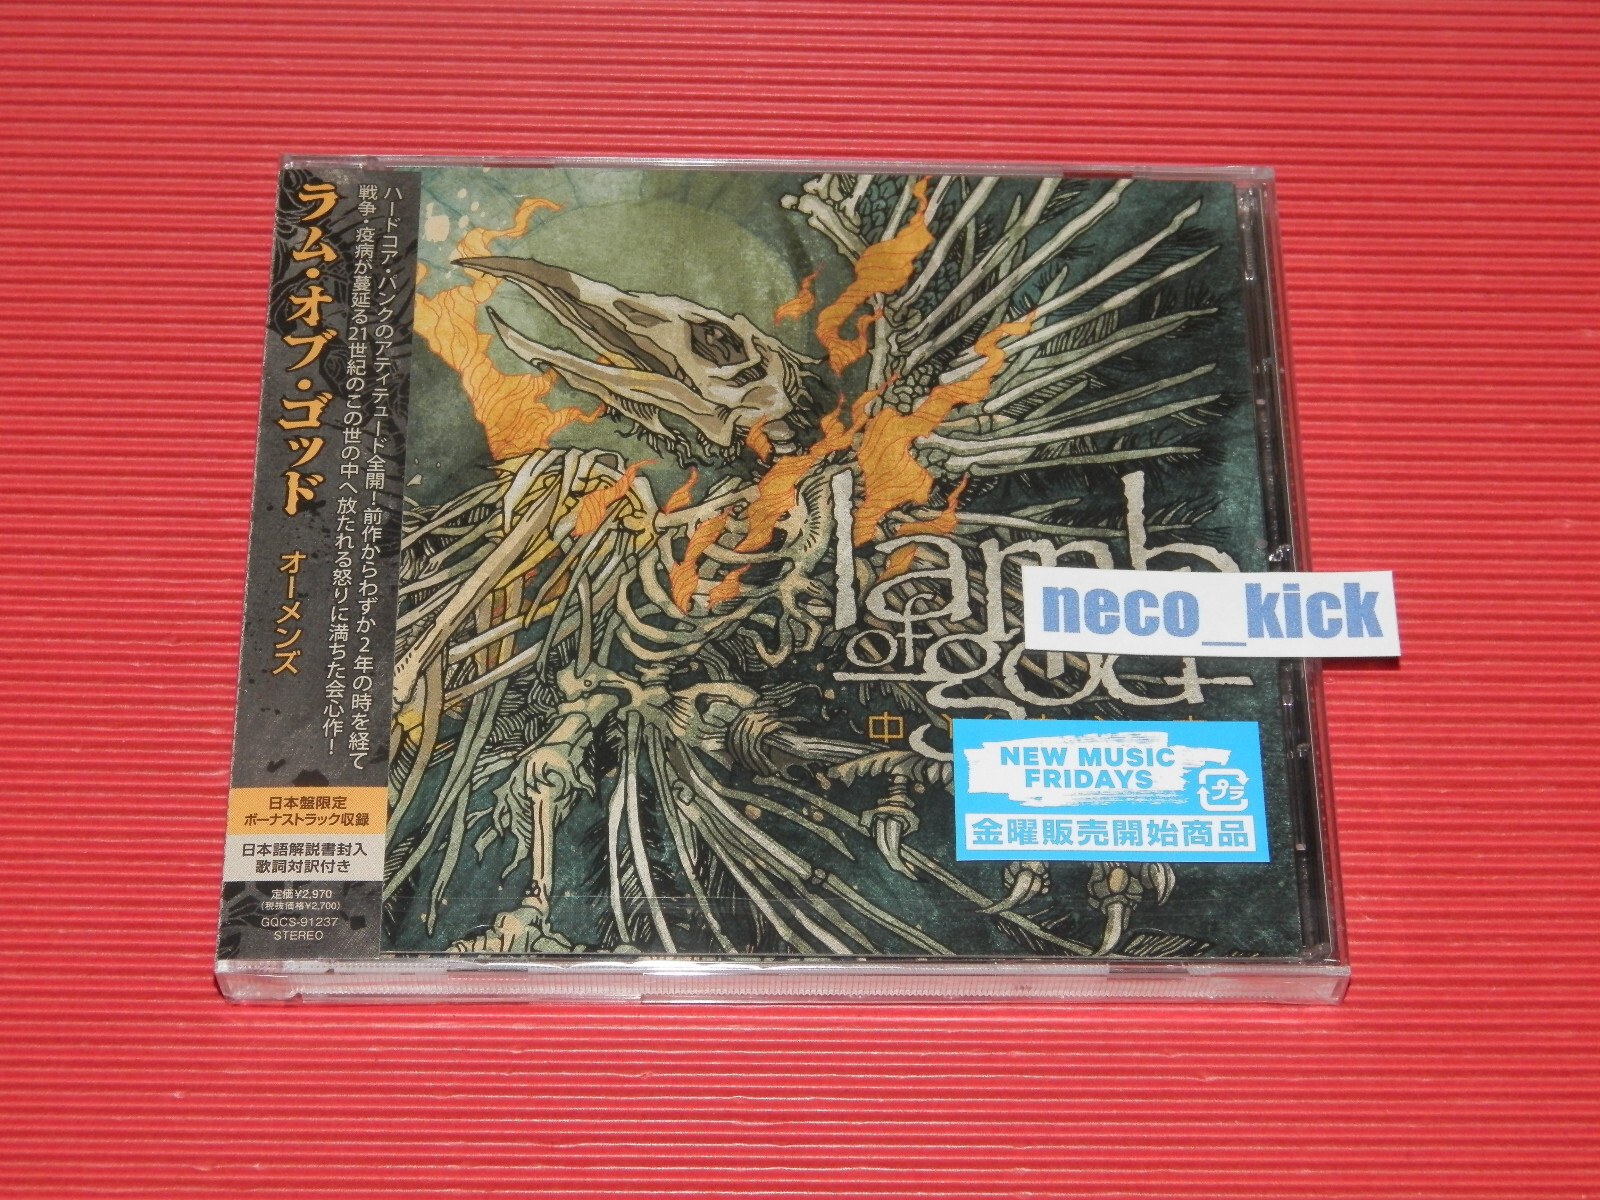 ハードコア・パンクのアティテュード全開！前作からわずか2年の時を経て
戦争・疫病が蔓延る21世紀のこの世の中へ 放たれる怒りに満ちた会心作！
ラム・オブ・ゴッド オーメンズ
日本盤限定
ボーナストラック収録
日本語解説書封入
歌詞対訳付き
定価¥2,970
(税抜価格¥2,700)
GQCS-91237
STEREO
lamb
of god
neco_kick
NEW MUSIC
FRIDAYS
プラ
金曜販売開始商品